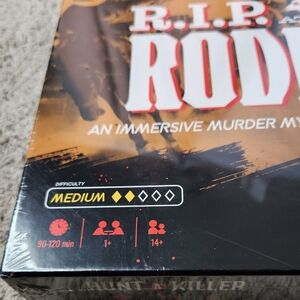 R.I.P.
ROD
AN IMMERSIVE MURDER MY
DIFFICULTY
MEDIUM
90-120 min
1+
14+
HUNT A KILLER